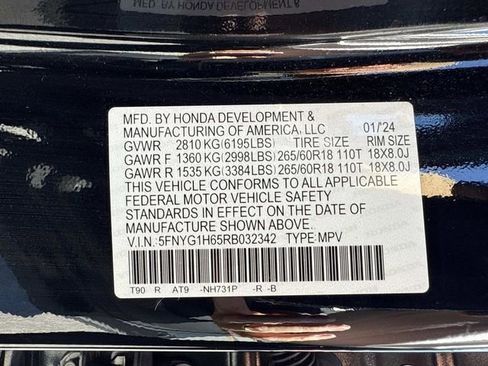 MFD. BY HONDA DEVELOPMENT &
MANUFACTURING OF AMERICA, LLC 01/'24
GVWR 2810 KG(6195LBS) TIRE SIZE RIM SIZE
GAWR F 1360 KG(2998LBS) 265/60R18 110T 18X8.0J
GAWR R 1535 KG(3384LBS) 265/60R18 110T 18X8.0J
THIS VEHICLE CONFORMS TO ALL APPLICABLE
FEDERAL MOTOR VEHICLE SAFETY
STANDARDS IN EFFECT ON THE DATE OF
MANUFACTURE SHOWN ABOVE.
V.I.N.: 5FNYG1H65RB032342 TYPE: MPV
T90 R AT9 -NH731P -R -B